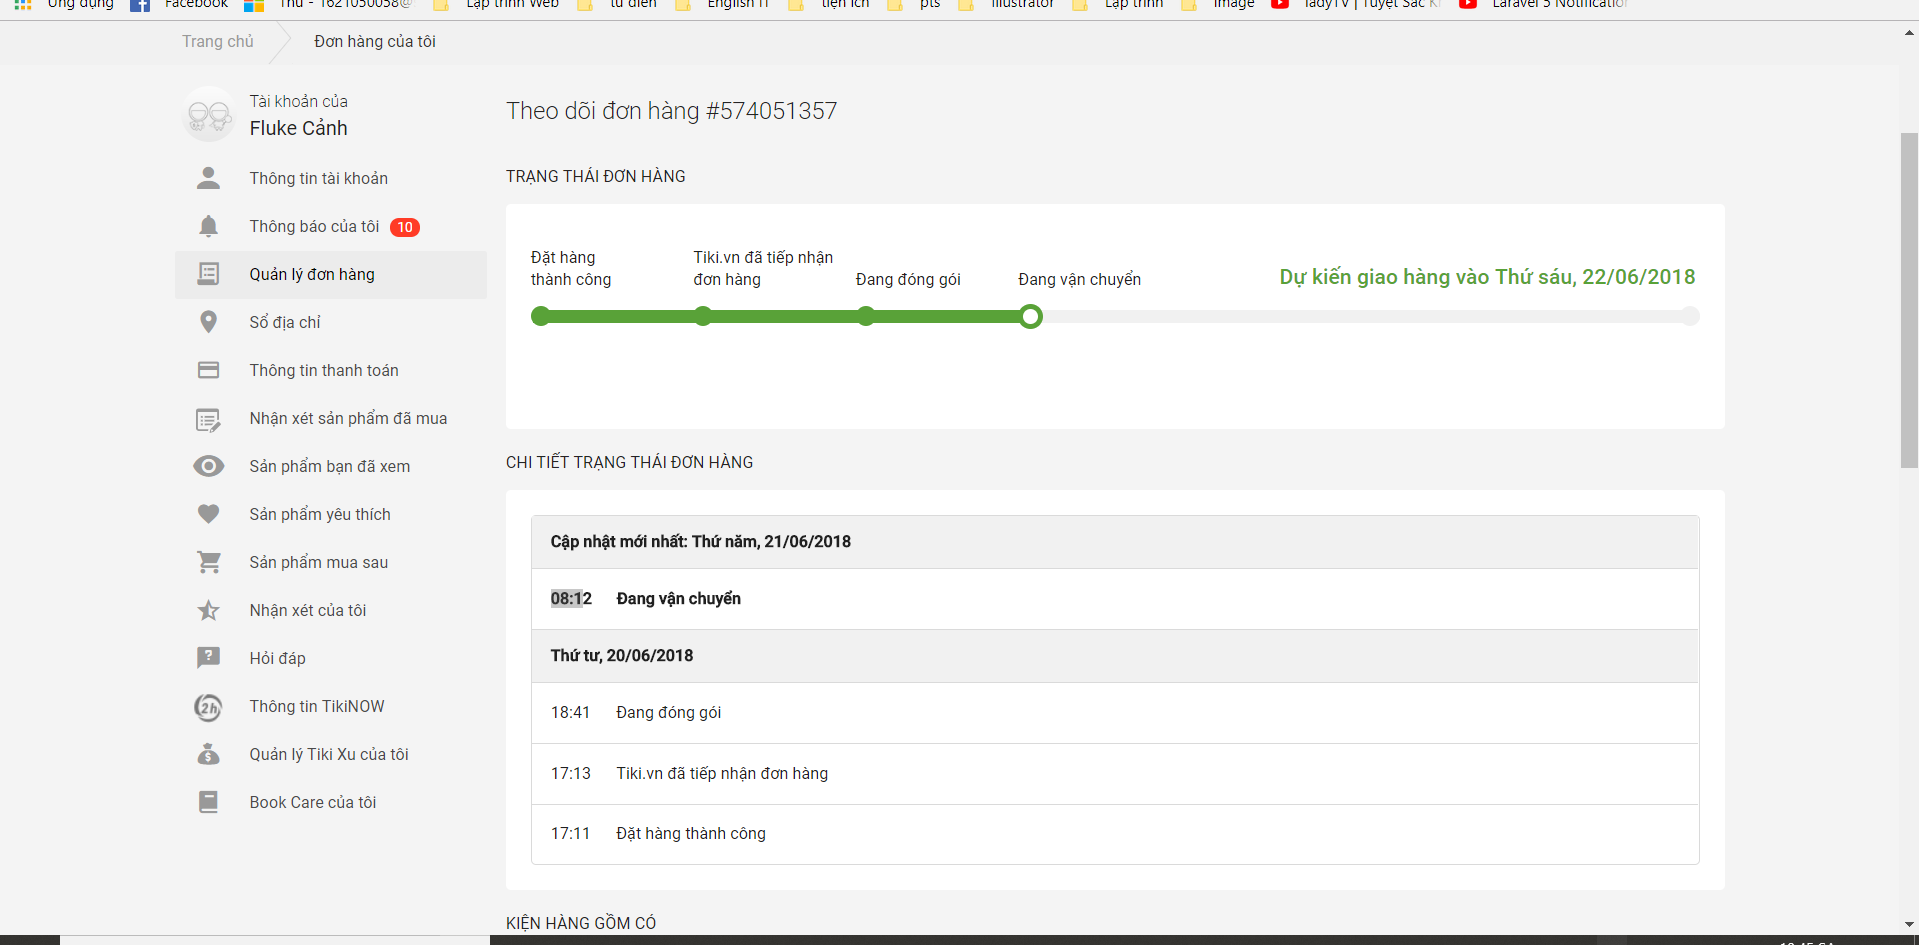 Ứng dụng Facebook Thư - 1621050058@ Lập trình Web từ điển English IT tiện ích pts illustrator Lập trình Image ladyTV | Tuyệt Sắc Laravel 5 Notification
Trang chủ Đơn hàng của tôi
Tài khoản của
Fluke Cảnh
Thông tin tài khoản
Thông báo của tôi 10
Quản lý đơn hàng
Sổ địa chỉ
Thông tin thanh toán
Nhận xét sản phẩm đã mua
Sản phẩm bạn đã xem
Sản phẩm yêu thích
Sản phẩm mua sau
Nhận xét của tôi
? Hỏi đáp
2h Thông tin TikiNOW
$ Quản lý Tiki Xu của tôi
Book Care của tôi
Theo dõi đơn hàng #574051357
TRẠNG THÁI ĐƠN HÀNG
Đặt hàng
thành công
Tiki.vn đã tiếp nhận
đơn hàng
Đang đóng gói
Đang vận chuyển
Dự kiến giao hàng vào Thứ sáu, 22/06/2018
CHI TIẾT TRẠNG THÁI ĐƠN HÀNG
Cập nhật mới nhất: Thứ năm, 21/06/2018
08:12 Đang vận chuyển
Thứ tư, 20/06/2018
18:41 Đang đóng gói
17:13 Tiki.vn đã tiếp nhận đơn hàng
17:11 Đặt hàng thành công
KIỆN HÀNG GỒM CÓ